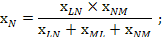 x_N = (x_LN × x_NM) / (x_LN + x_ML + x_NM) ;